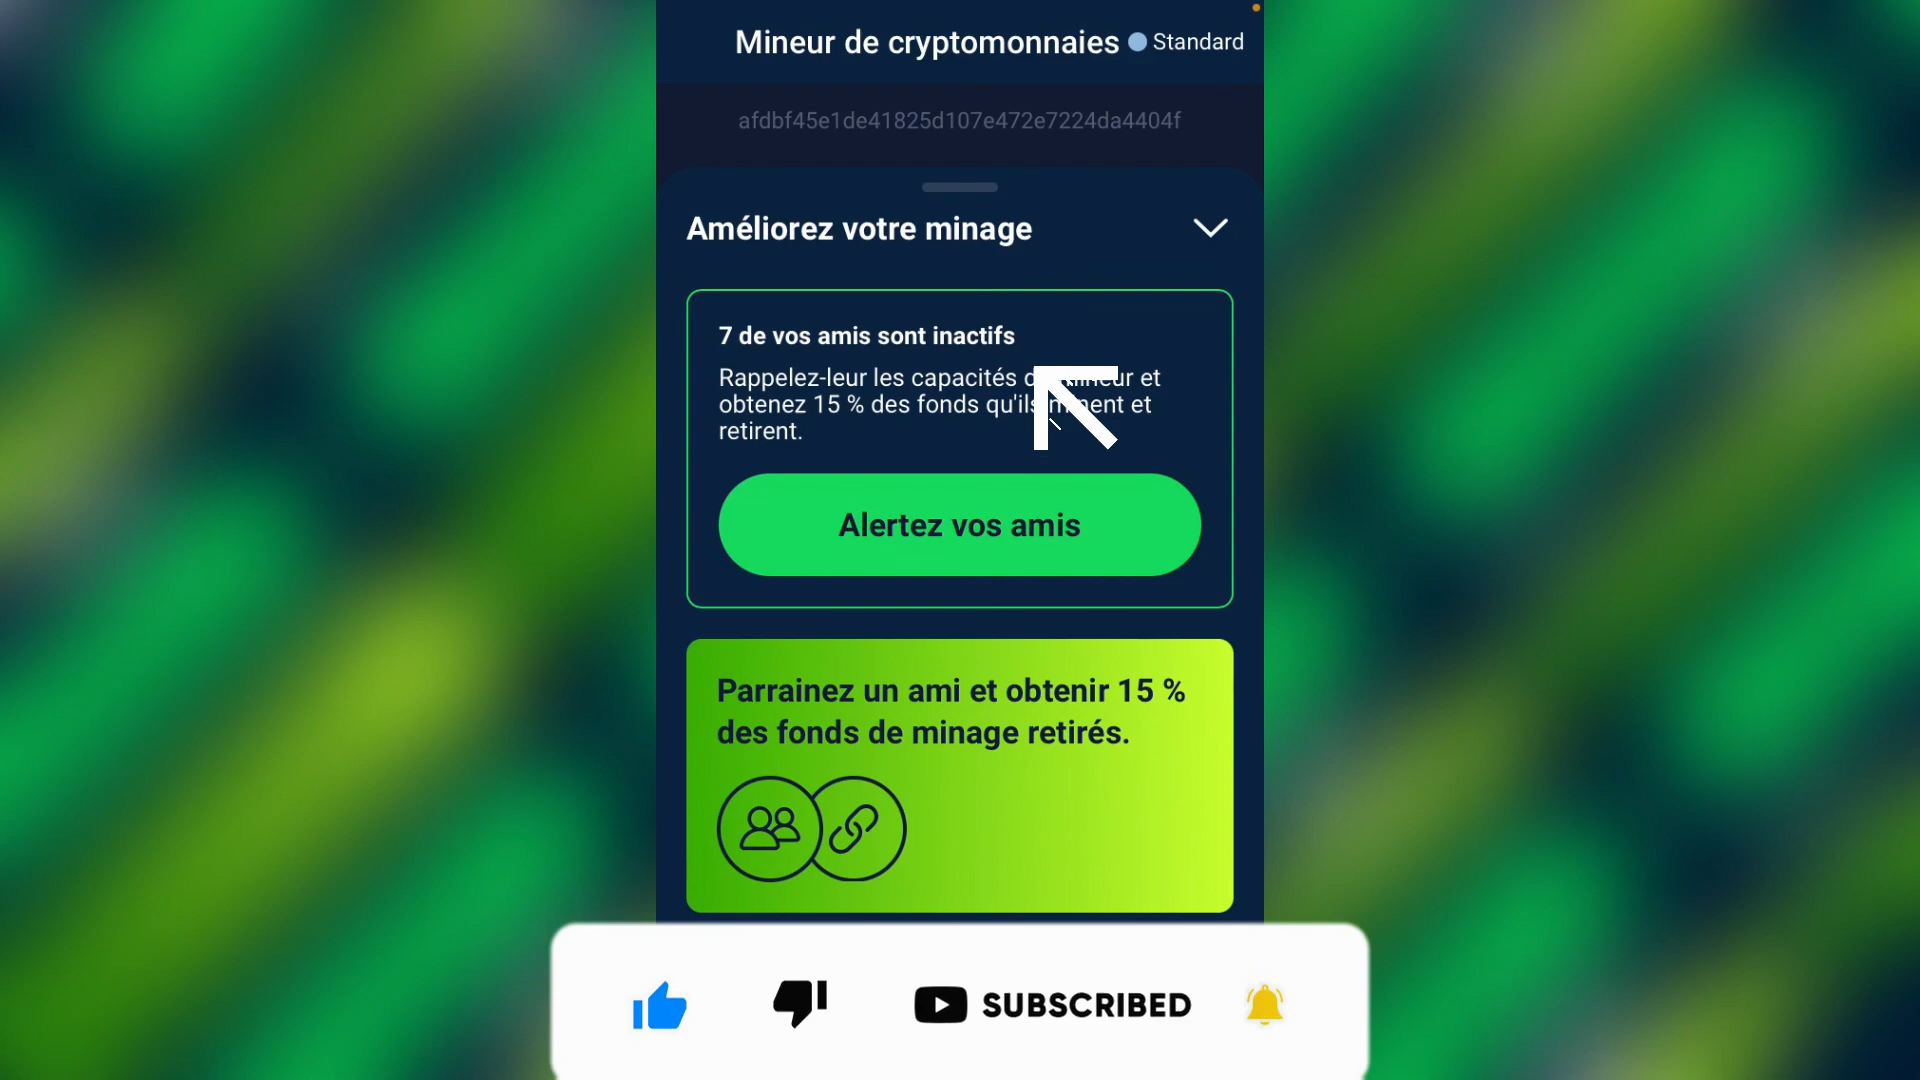 Mineur de cryptomonnaies
Standard
afdbf45e1de41825d107e472e7224da4404f
Améliorez votre minage
7 de vos amis sont inactifs
Rappelez-leur les capacités et
obtenez 15 % des fonds qu'ils et
retirent.
Alertez vos amis
Parrainez un ami et obtenir 15 %
des fonds de minage retirés.
SUBSCRIBED